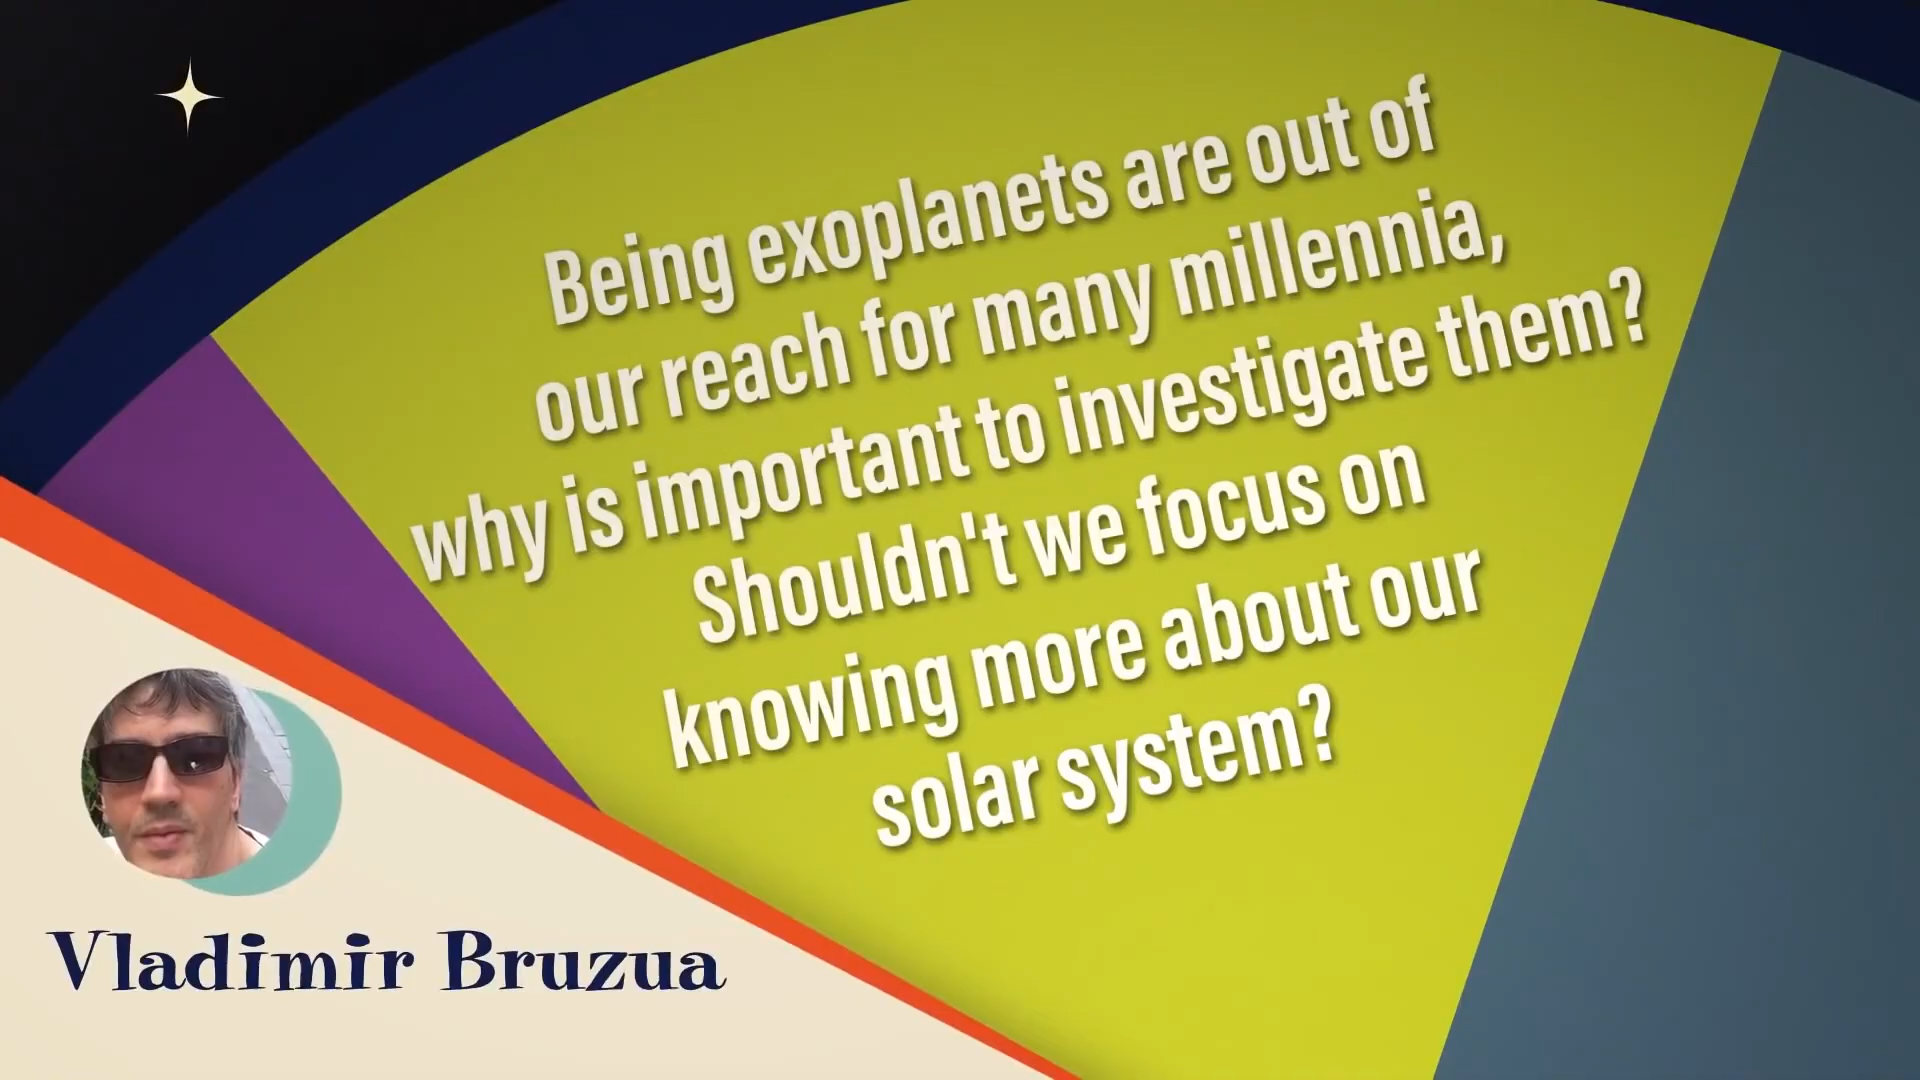 Being exoplanets are out of
our reach for many millennia,
why is important to investigate them?
Shouldn't we focus on
knowing more about our
solar system?
Vladimir Bruzua